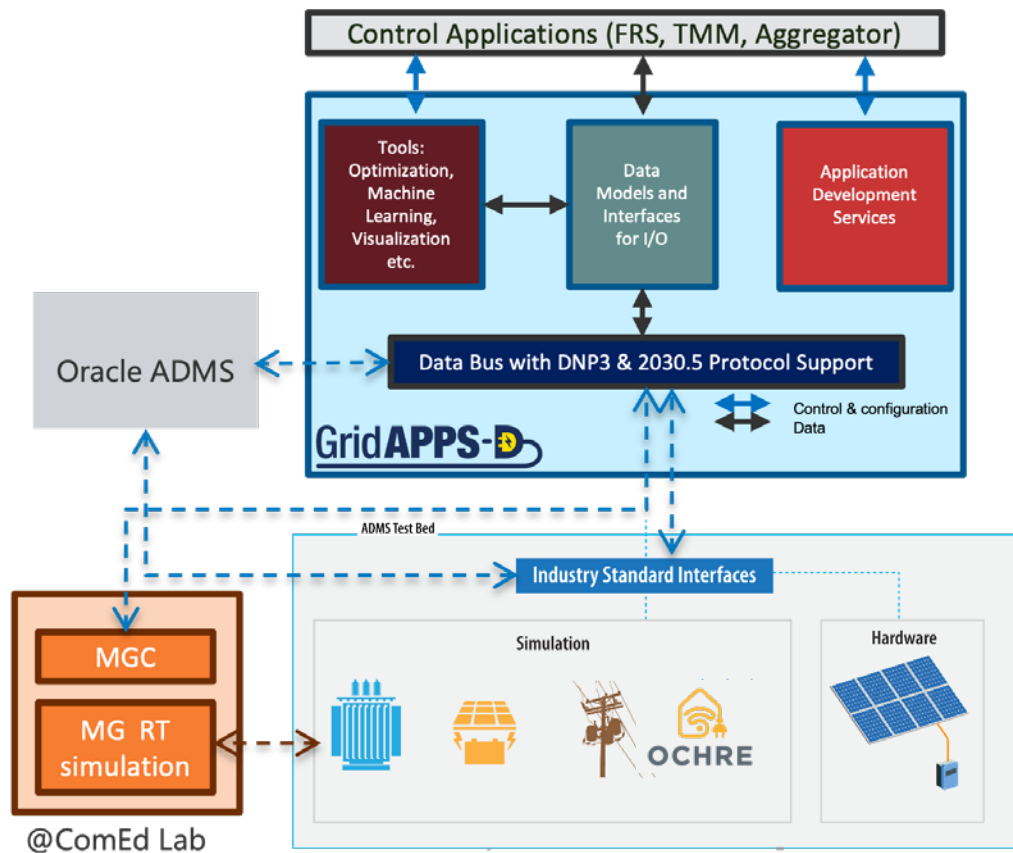 Control Applications (FRS, TMM, Aggregator)
Tools:
Optimization,
Machine
Learning,
Visualization
etc.
Data
Models and
Interfaces
for I/O
Application
Development
Services
Oracle ADMS
Data Bus with DNP3 & 2030.5 Protocol Support
Control & configuration
Data
GridAPPS-D
ADMS Test Bed
Industry Standard Interfaces
MGC
MG RT
simulation
@ComEd Lab
Simulation
OCHRE
Hardware